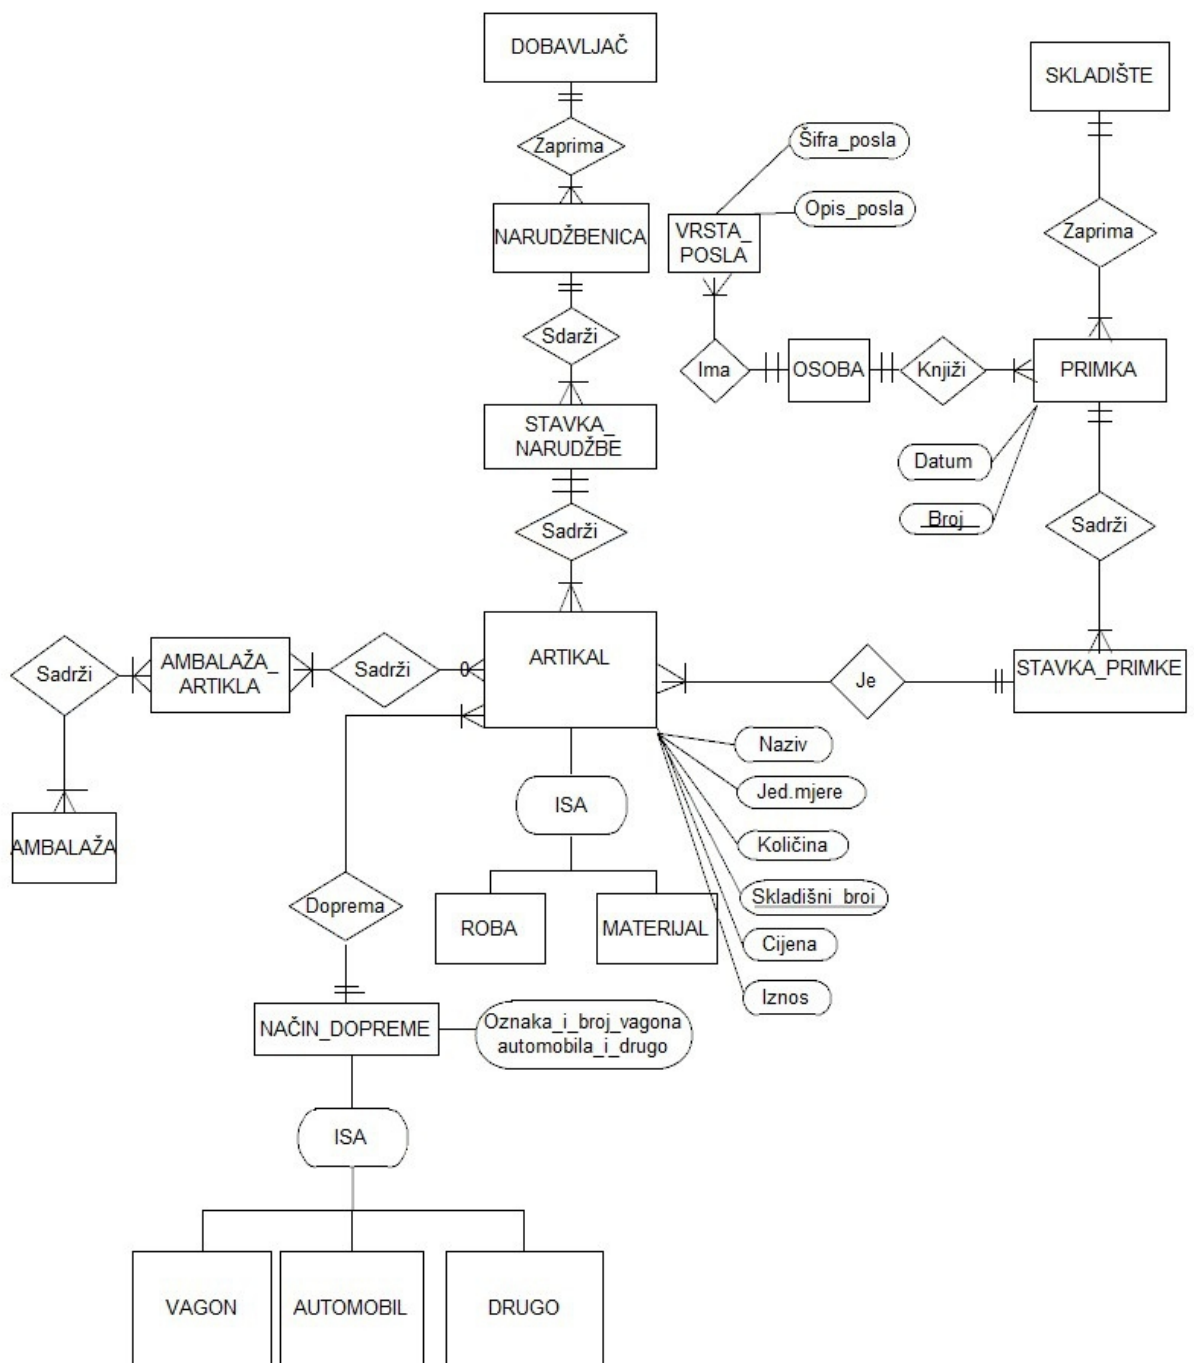 DOBAVLJAČ
SKLADIŠTE
Zaprima
Šifra_posla
Opis_posla
NARUDŽBENICA
VRSTA_
POSLA
Zaprima
Sdarži
Ima
OSOBA
Knjiži
PRIMKA
STAVKA_
NARUDŽBE
Datum
Broj
Sadrži
Sadrži
Sadrži
AMBALAŽA_
ARTIKLA
Sadrži
0
ARTIKAL
Je
STAVKA_PRIMKE
Naziv
Jed.mjere
ISA
Količina
AMBALAŽA
Skladišni_broj
Doprema
ROBA
MATERIJAL
Cijena
Iznos
NAČIN_DOPREME
Oznaka_i_broj_vagona
automobila_i_drugo
ISA
VAGON
AUTOMOBIL
DRUGO